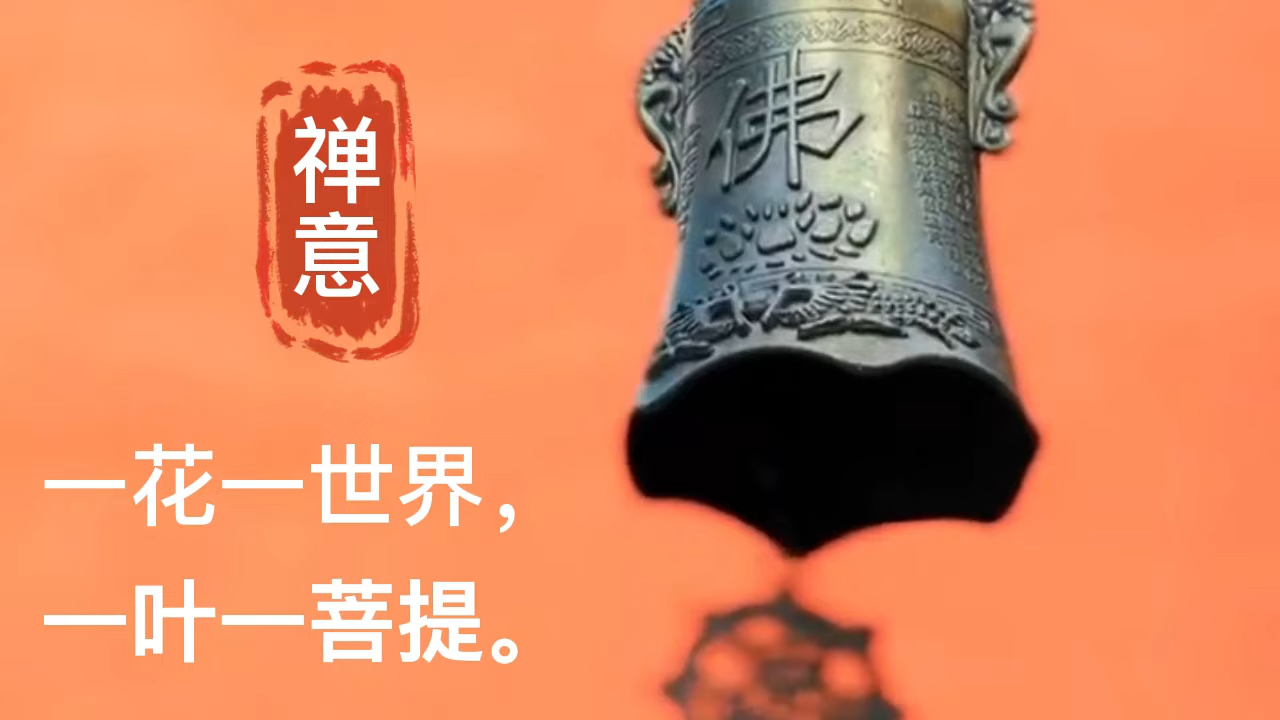 禅意
佛
一花一世界，
一叶一菩提。